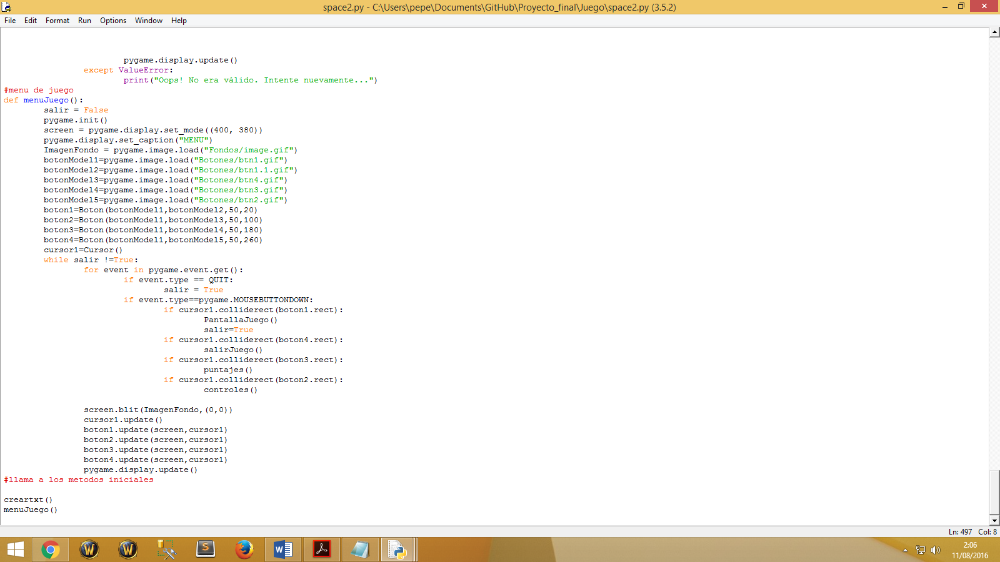 space2.py - C:\Users\pepe\Documents\GitHub\Proyecto_final\Juego\space2.py (3.5.2)
File Edit Format Run Options Window Help
pygame.display.update()
except ValueError:
print("Oops! No era válido. Intente nuevamente...")
#menu de juego
def menuJuego():
salir = False
pygame.init()
screen = pygame.display.set_mode((400, 380))
pygame.display.set_caption("MENU")
ImagenFondo = pygame.image.load("Fondos/image.gif")
botonModel1=pygame.image.load("Botones/btn1.gif")
botonModel2=pygame.image.load("Botones/btn1.1.gif")
botonModel3=pygame.image.load("Botones/btn4.gif")
botonModel4=pygame.image.load("Botones/btn3.gif")
botonModel5=pygame.image.load("Botones/btn2.gif")
boton1=Boton(botonModel1,botonModel2,50,20)
boton2=Boton(botonModel1,botonModel3,50,100)
boton3=Boton(botonModel1,botonModel4,50,180)
boton4=Boton(botonModel1,botonModel5,50,260)
cursor1=Cursor()
while salir !=True:
for event in pygame.event.get():
if event.type == QUIT:
salir = True
if event.type==pygame.MOUSEBUTTONDOWN:
if cursor1.colliderect(boton1.rect):
PantallaJuego()
salir=True
if cursor1.colliderect(boton4.rect):
salirJuego()
if cursor1.colliderect(boton3.rect):
puntajes()
if cursor1.colliderect(boton2.rect):
controles()
screen.blit(ImagenFondo,(0,0))
cursor1.update()
boton1.update(screen,cursor1)
boton2.update(screen,cursor1)
boton3.update(screen,cursor1)
boton4.update(screen,cursor1)
pygame.display.update()
#llama a los metodos iniciales
creartxt()
menuJuego()
Ln: 497 Col: 8
2:06
11/08/2016